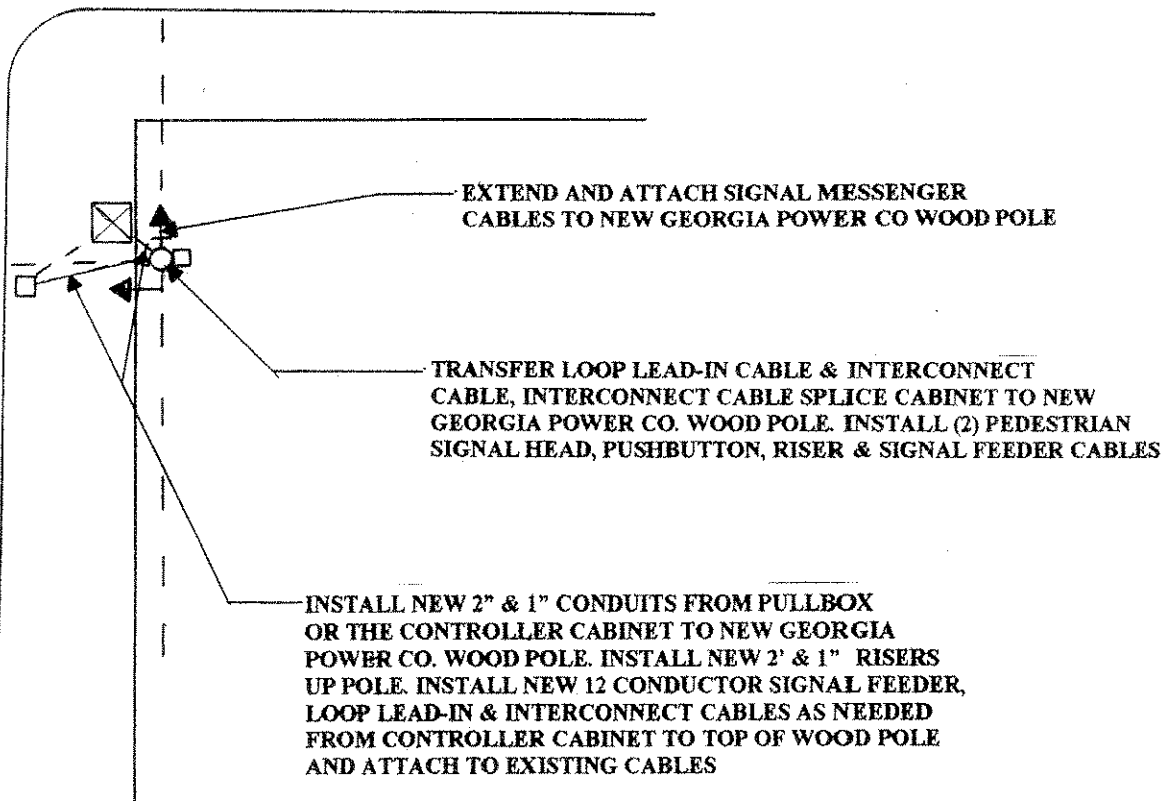 EXTEND AND ATTACH SIGNAL MESSENGER
CABLES TO NEW GEORGIA POWER CO WOOD POLE
TRANSFER LOOP LEAD-IN CABLE & INTERCONNECT
CABLE, INTERCONNECT CABLE SPLICE CABINET TO NEW
GEORGIA POWER CO. WOOD POLE. INSTALL (2) PEDESTRIAN
SIGNAL HEAD, PUSHBUTTON, RISER & SIGNAL FEEDER CABLES
INSTALL NEW 2" & 1" CONDUITS FROM PULLBOX
OR THE CONTROLLER CABINET TO NEW GEORGIA
POWER CO. WOOD POLE. INSTALL NEW 2' & 1" RISERS
UP POLE. INSTALL NEW 12 CONDUCTOR SIGNAL FEEDER,
LOOP LEAD-IN & INTERCONNECT CABLES AS NEEDED
FROM CONTROLLER CABINET TO TOP OF WOOD POLE
AND ATTACH TO EXISTING CABLES